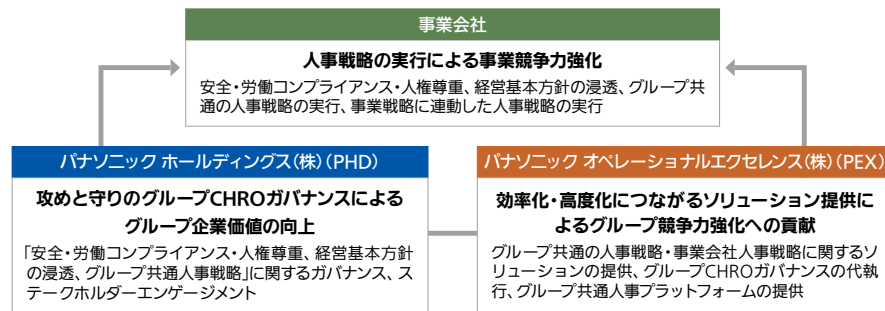 事業会社
人事戦略の実行による事業競争力強化
安全・労働コンプライアンス・人権尊重、経営基本方針の浸透、グループ共
通の人事戦略の実行、事業戦略に連動した人事戦略の実行
パナソニック ホールディングス(株)(PHD)
攻めと守りのグループCHROガバナンスによる
グループ企業価値の向上
「安全・労働コンプライアンス・人権尊重、経営基本方針
の浸透、グループ共通人事戦略」に関するガバナンス、ス
テークホルダーエンゲージメント
パナソニック オペレーショナルエクセレンス(株)(PEX)
効率化・高度化につながるソリューション提供に
よるグループ競争力強化への貢献
グループ共通の人事戦略・事業会社人事戦略に関するソ
リューションの提供、グループCHROガバナンスの代執
行、グループ共通人事プラットフォームの提供